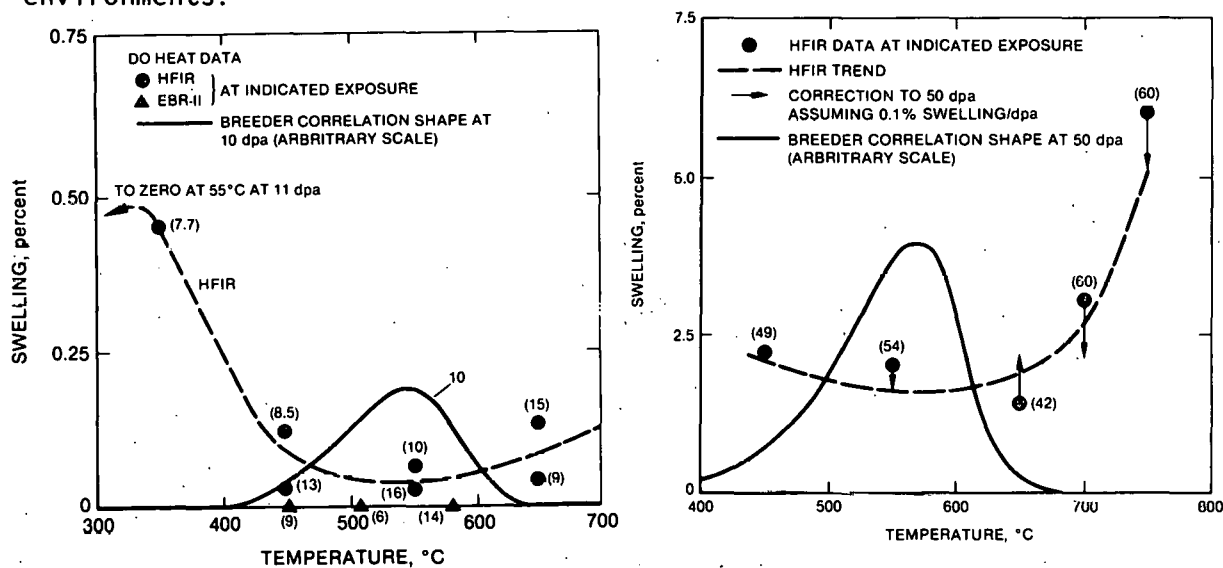 environments.
0.75
DO HEAT DATA
HFIR
EBR-II
AT INDICATED EXPOSURE
BREEDER CORRELATION SHAPE AT
10 dpa (ARBRITRARY SCALE)
TO ZERO AT 55°C AT 11 dpa
0.50
(7.7)
HFIR
SWELLING, percent
0.25
10
(8.5)
(15)
(10)
(13)
(16)
(9)
(9)
(6)
(14)
0
300
400
500
600
700
TEMPERATURE, °C
7.5
HFIR DATA AT INDICATED EXPOSURE
HFIR TREND
CORRECTION TO 50 dpa
ASSUMING 0.1% SWELLING/dpa
BREEDER CORRELATION SHAPE AT 50 dpa
(ARBRITRARY SCALE)
(60)
6.0
SWELLING, percent
(60)
2.5
(49)
(54)
(42)
0
400
500
600
700
800
TEMPERATURE, °C